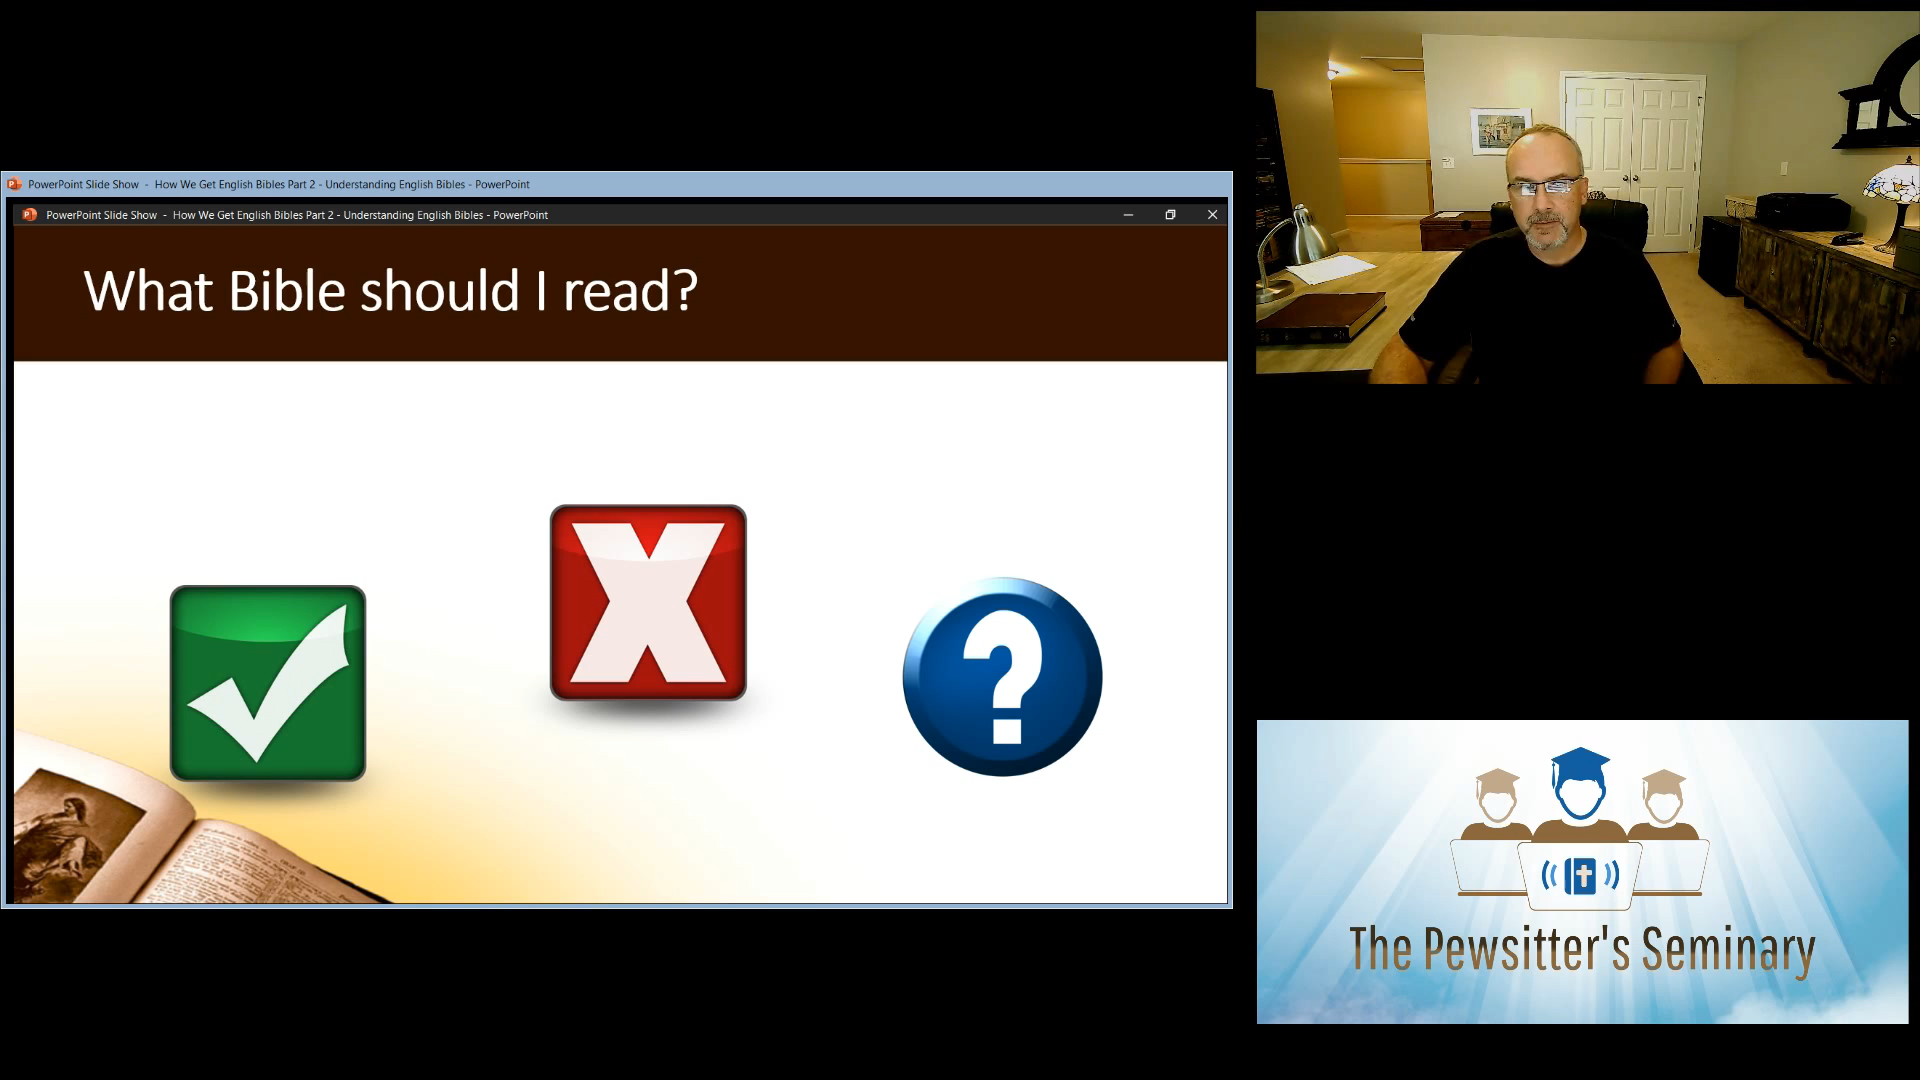 PowerPoint Slide Show - How We Get English Bibles Part 2 - Understanding English Bibles - PowerPoint
PowerPoint Slide Show - How We Get English Bibles Part 2 - Understanding English Bibles - PowerPoint
What Bible should I read?
X
?
The Pewsitter's Seminary